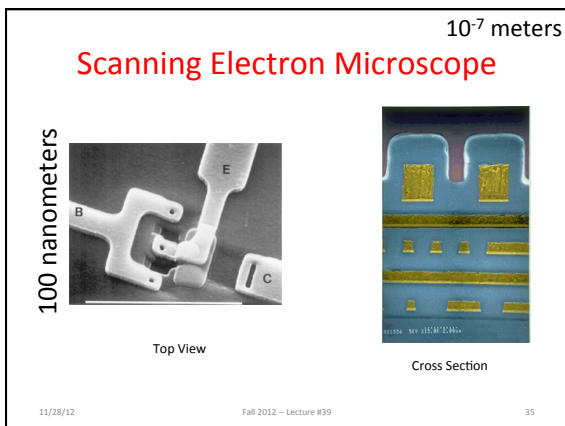 10-7 meters
Scanning Electron Microscope
100 nanometers
B
E
C
Top View
Cross Section
11/28/12
Fall 2012 -- Lecture #39
35